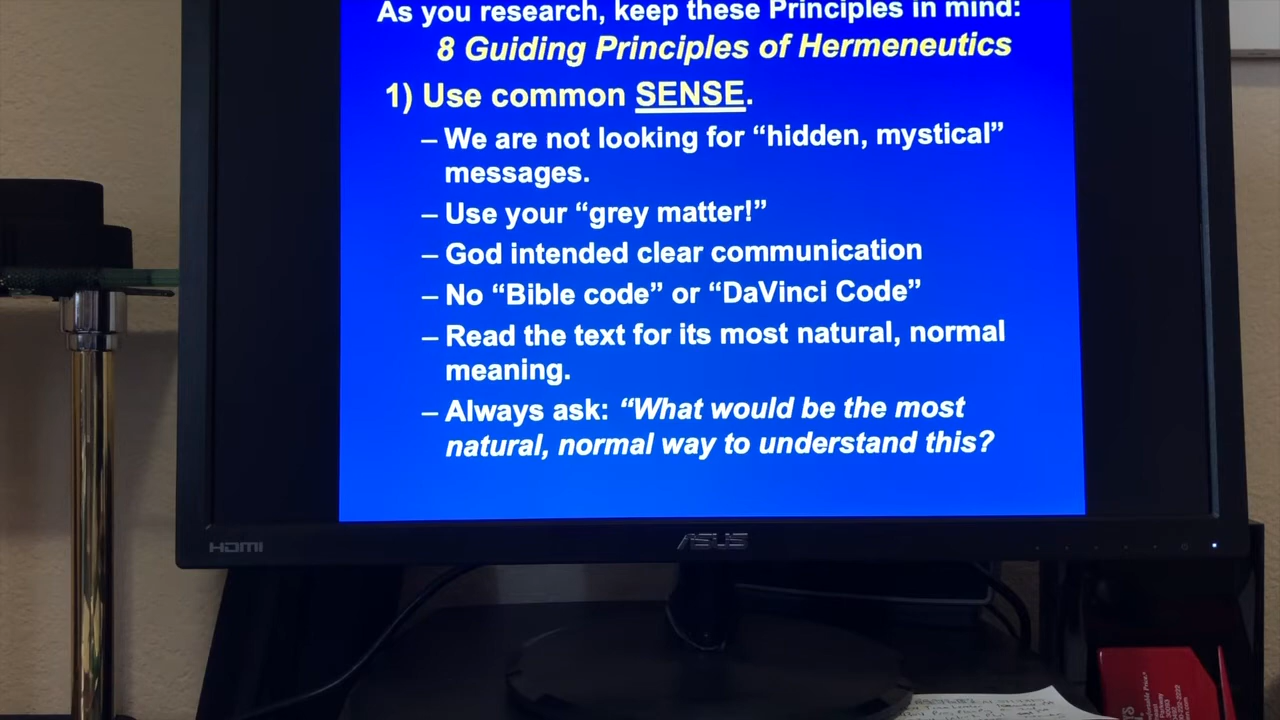 As you research, keep these Principles in mind:
8 Guiding Principles of Hermeneutics
1) Use common SENSE.
– We are not looking for “hidden, mystical”
messages.
– Use your “grey matter!”
– God intended clear communication
– No “Bible code” or “DaVinci Code”
– Read the text for its most natural, normal
meaning.
– Always ask: “What would be the most
natural, normal way to understand this?
HDMI
ASUS